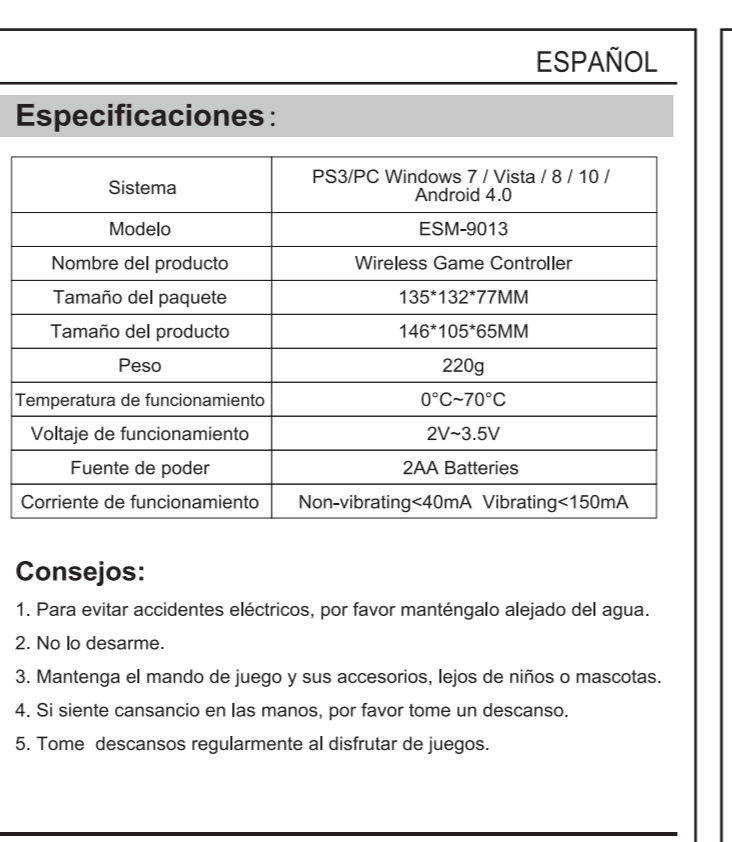 ESPAÑOL
Especificaciones:
Sistema PS3/PC Windows 7 / Vista / 8 / 10 /
Android 4.0
Modelo ESM-9013
Nombre del producto Wireless Game Controller
Tamaño del paquete 135*132*77MM
Tamaño del producto 146*105*65MM
Peso 220g
Temperatura de funcionamiento 0°C~70°C
Voltaje de funcionamiento 2V~3.5V
Fuente de poder 2AA Batteries
Corriente de funcionamiento Non-vibrating<40mA Vibrating<150mA
Consejos:
1. Para evitar accidentes eléctricos, por favor manténgalo alejado del agua.
2. No lo desarme.
3. Mantenga el mando de juego y sus accesorios, lejos de niños o mascotas.
4. Si siente cansancio en las manos, por favor tome un descanso.
5. Tome descansos regularmente al disfrutar de juegos.